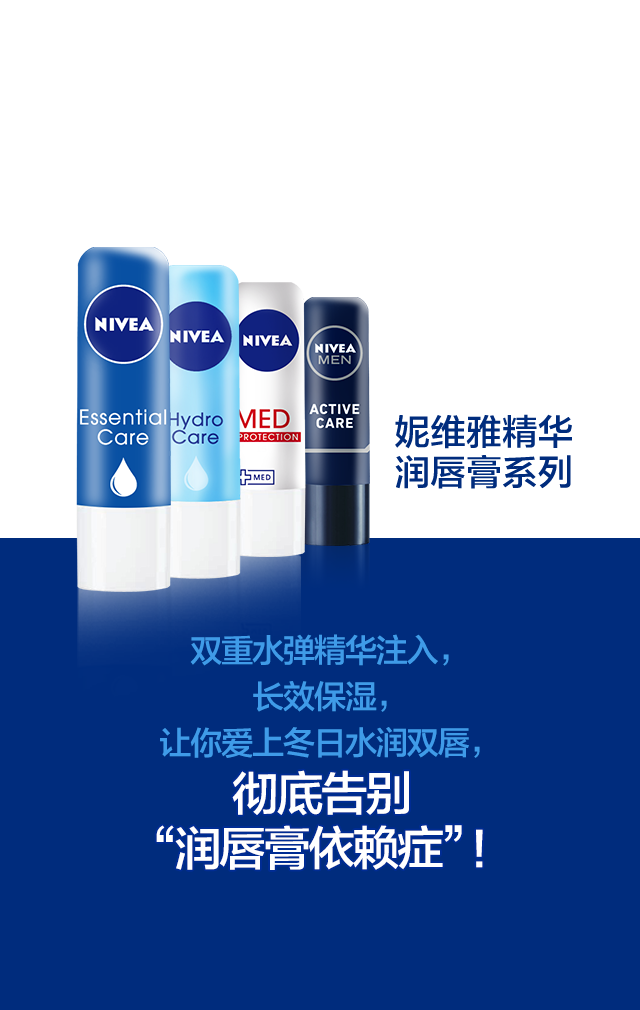 NIVEA
Essential
Care
NIVEA
Hydro
Care
NIVEA
MED
PROTECTION
MED
NIVEA
MEN
ACTIVE
CARE
妮维雅精华
润唇膏系列
双重水弹精华注入，
长效保湿，
让你爱上冬日水润双唇，
彻底告别
“润唇膏依赖症”！